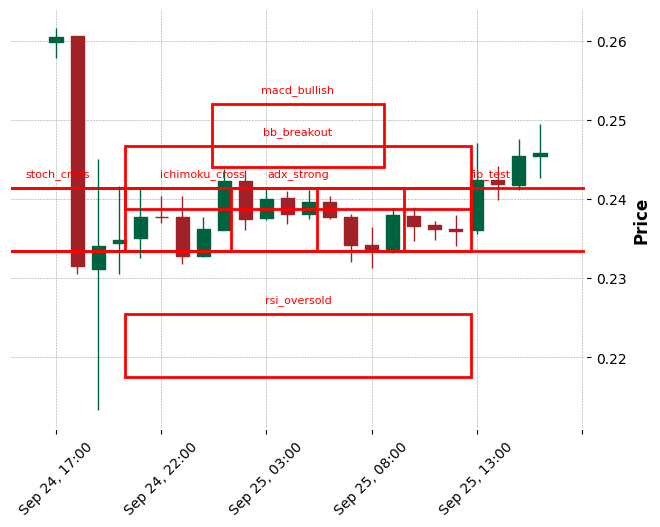 0.26
macd_bullish
0.25
bb_breakout
stoch_cross
ichimoku_cross
adx_strong
fib_test
0.24
Price
0.23
rsi_oversold
0.22
Sep 24, 17:00
Sep 24, 22:00
Sep 25, 03:00
Sep 25, 08:00
Sep 25, 13:00